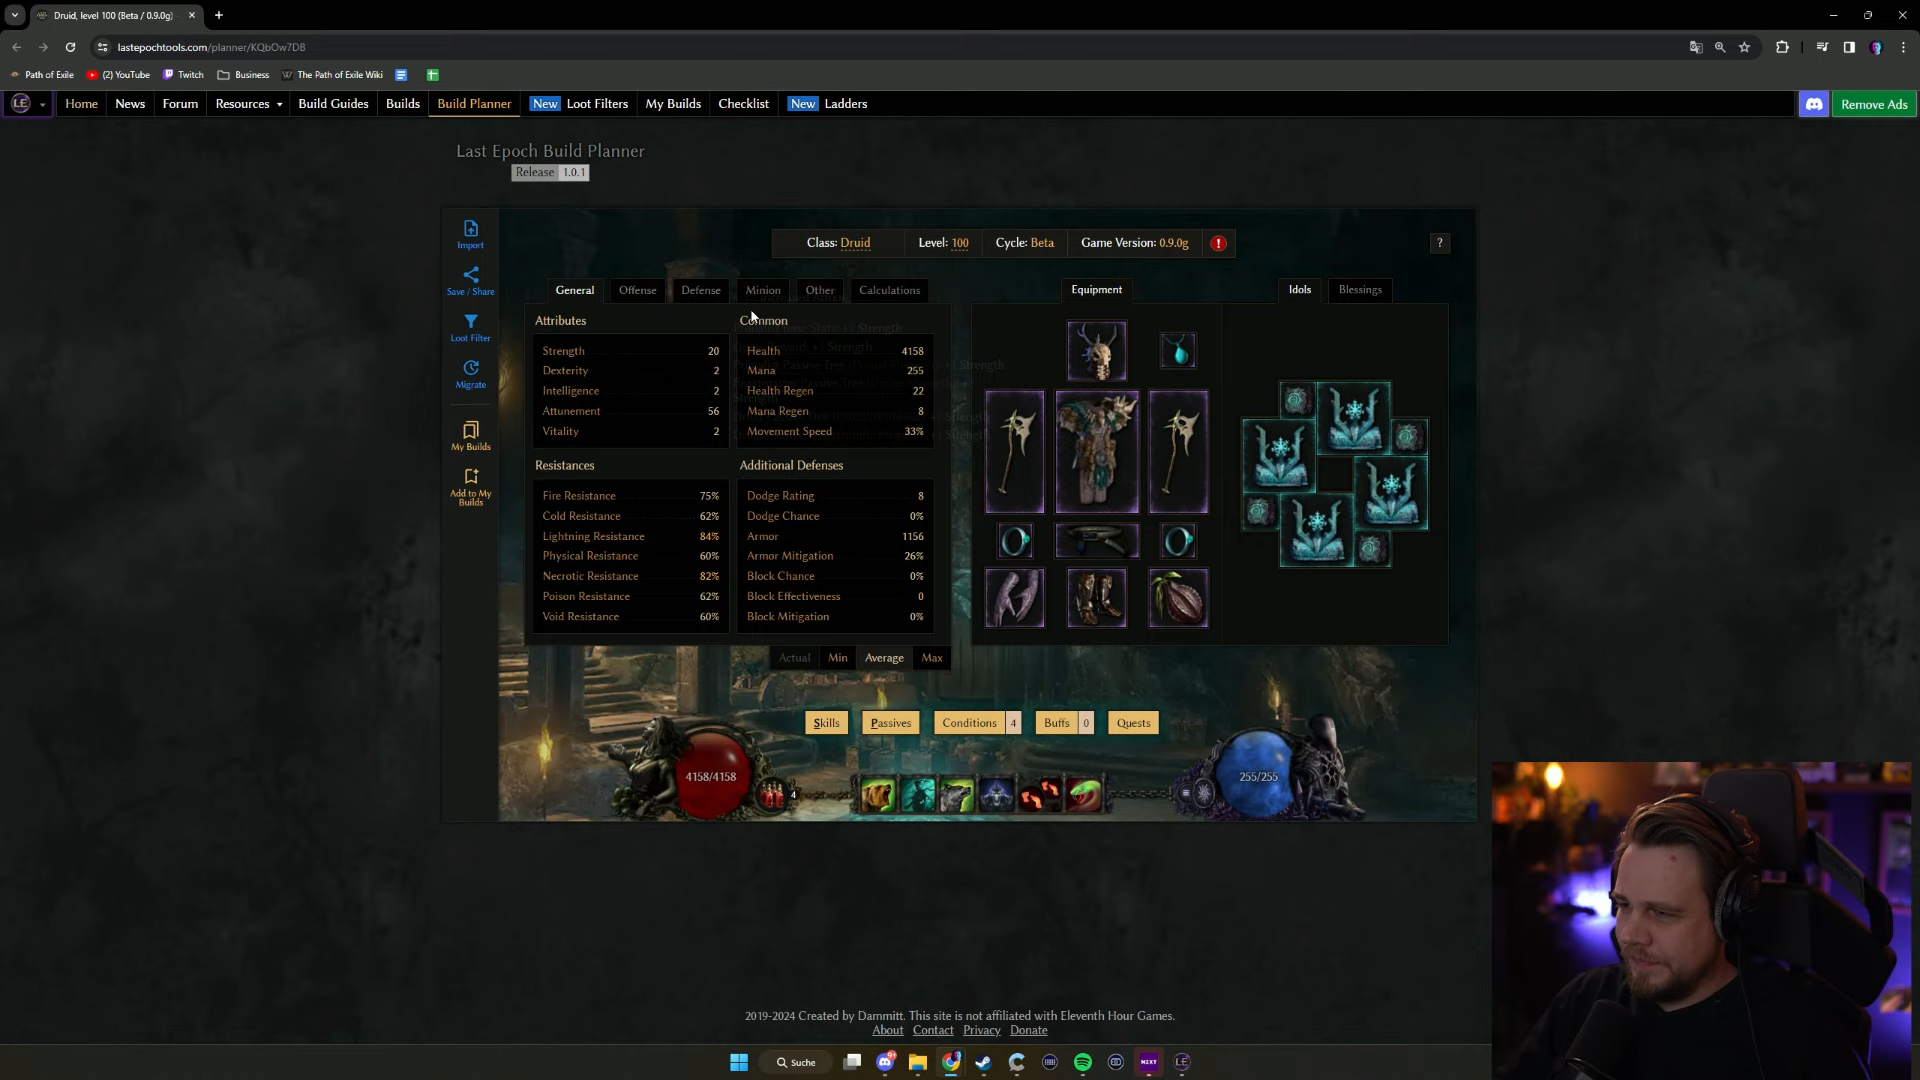 Druid, level 100 (Beta / 0.9.0g)
lastepochtools.com/planner/KQbOw7DB
Path of Exile (2) YouTube Twitch Business The Path of Exile Wiki
LE Home News Forum Resources Build Guides Builds Build Planner New Loot Filters My Builds Checklist New Ladders Remove Ads
Last Epoch Build Planner
Release 1.0.1
Import
Save / Share
Loot Filter
Migrate
My Builds
Add to My
Builds
Class: Druid Level: 100 Cycle: Beta Game Version: 0.9.0g ! ?
General Offense Defense Minion Other Calculations
Attributes
Strength 20
Dexterity 2
Intelligence 2
Attunement 56
Vitality 2
Common
Health 4158
Mana 255
Health Regen 22
Mana Regen 8
Movement Speed 33%
Resistances
Fire Resistance 75%
Cold Resistance 62%
Lightning Resistance 84%
Physical Resistance 60%
Necrotic Resistance 82%
Poison Resistance 62%
Void Resistance 60%
Additional Defenses
Dodge Rating 8
Dodge Chance 0%
Armor 1156
Armor Mitigation 26%
Block Chance 0%
Block Effectiveness 0
Block Mitigation 0%
Actual Min Average Max
Equipment
Idols Blessings
Skills Passives Conditions 4 Buffs 0 Quests
4158/4158
4
255/255
2019-2024 Created by Dammitt. This site is not affiliated with Eleventh Hour Games.
About Contact Privacy Donate
Suche
9+
NZXT
LE